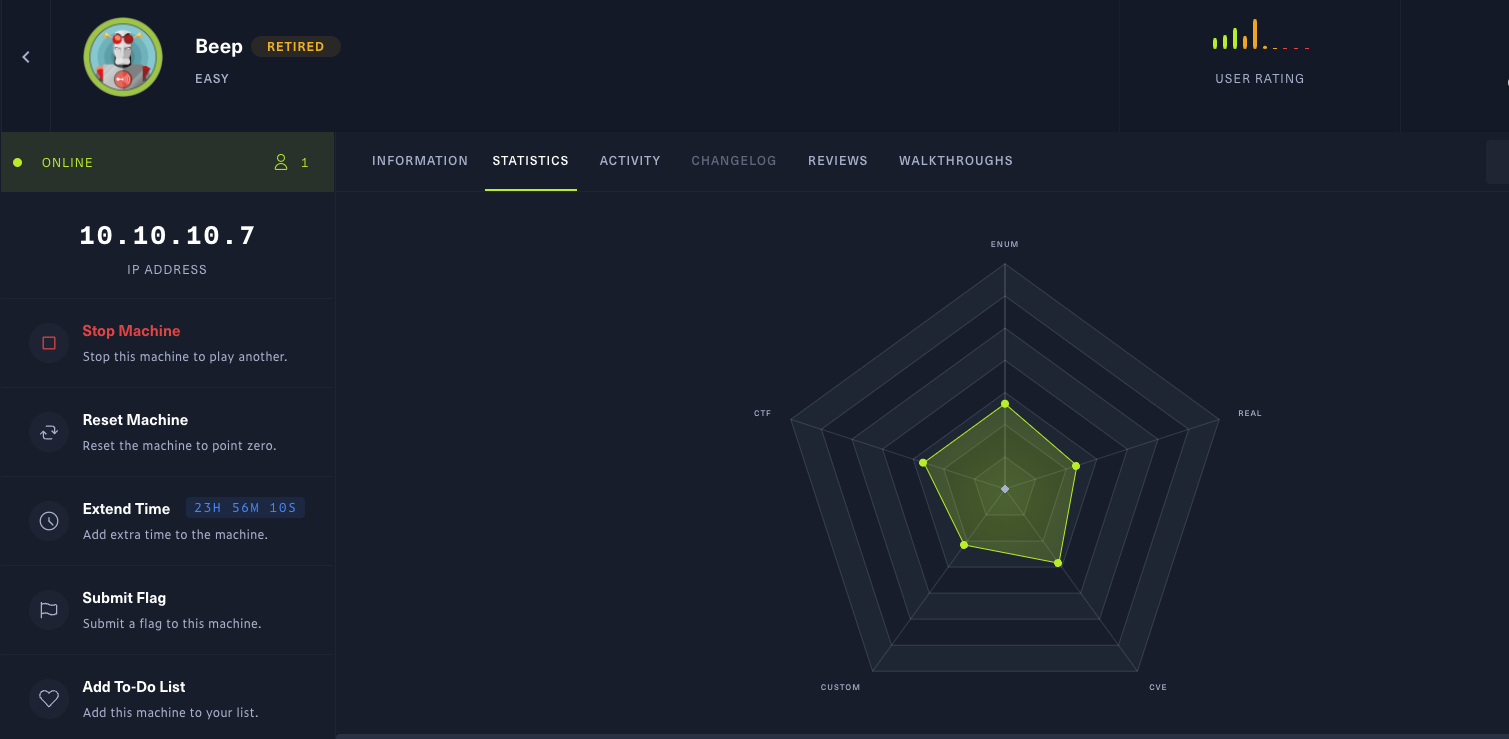 Beep RETIRED
EASY
USER RATING
ONLINE 1
INFORMATION STATISTICS ACTIVITY CHANGELOG REVIEWS WALKTHROUGHS
10.10.10.7
IP ADDRESS
Stop Machine
Stop this machine to play another.
Reset Machine
Reset the machine to point zero.
Extend Time 23H 56M 10S
Add extra time to the machine.
Submit Flag
Submit a flag to this machine.
Add To-Do List
Add this machine to your list.
ENUM
CTF
REAL
CUSTOM
CVE